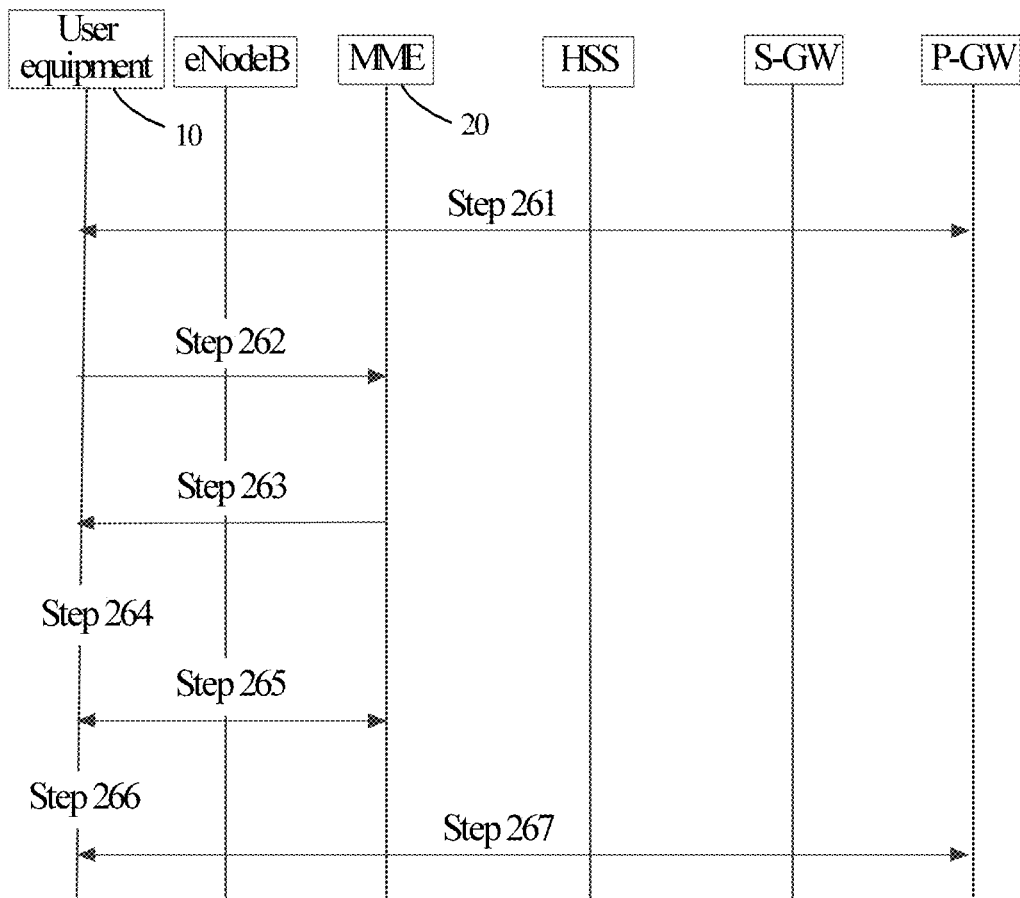 User
equipment
eNodeB
MME
HSS
S-GW
P-GW
10
20
Step 261
Step 262
Step 263
Step 264
Step 265
Step 266
Step 267